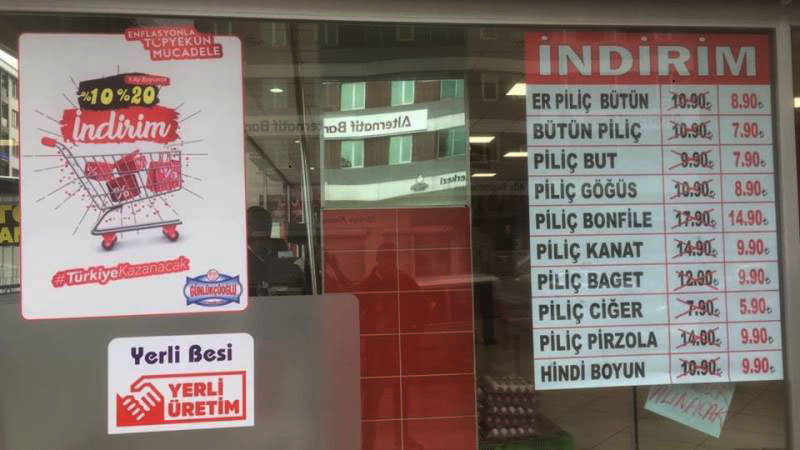 ENFLASYONLA
TOPYEKÜN
MÜCADELE
%10 %20
İndirim
#TürkiyeKazanacak
GÜNLÜKÇÜOĞLU
Yerli Besi
YERLİ
ÜRETİM
Alternatif Ban
İNDİRİM
ER PİLİÇ BÜTÜN 10.90₺ 8.90₺
BÜTÜN PİLİÇ 10.90₺ 7.90₺
PİLİÇ BUT 9.90₺ 7.90₺
PİLİÇ GÖĞÜS 10.90₺ 8.90₺
PİLİÇ BONFİLE 17.90₺ 14.90₺
PİLİÇ KANAT 14.90₺ 9.90₺
PİLİÇ BAGET 12.90₺ 9.90₺
PİLİÇ CİĞER 7.90₺ 5.90₺
PİLİÇ PİRZOLA 14.00₺ 9.90₺
HİNDİ BOYUN 10.90₺ 9.90₺